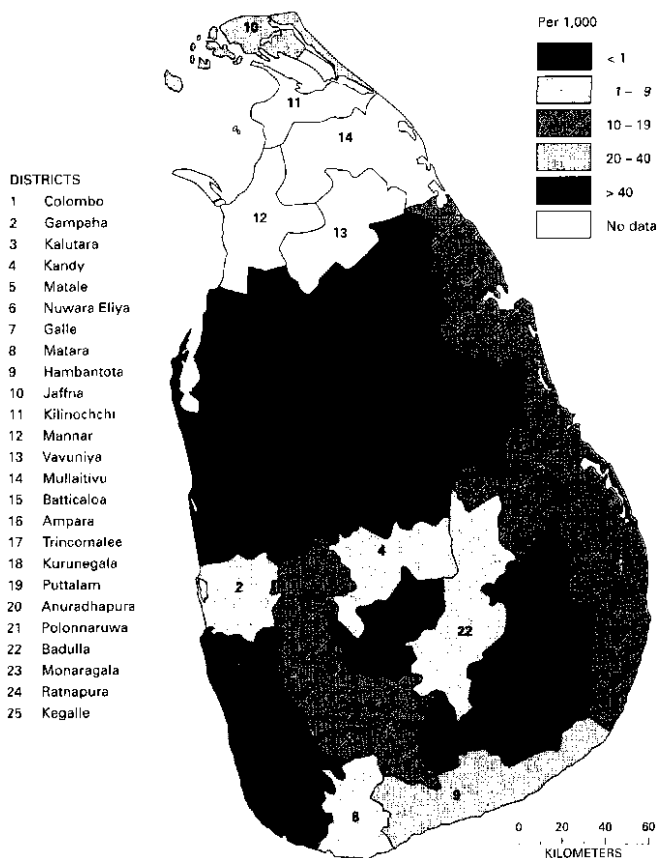 Per 1,000
< 1
1 – 9
10 – 19
20 – 40
> 40
No data
DISTRICTS
1 Colombo
2 Gampaha
3 Kalutara
4 Kandy
5 Matale
6 Nuwara Eliya
7 Galle
8 Matara
9 Hambantota
10 Jaffna
11 Kilinochchi
12 Mannar
13 Vavuniya
14 Mullaitivu
15 Batticaloa
16 Ampara
17 Trincomalee
18 Kurunegala
19 Puttalam
20 Anuradhapura
21 Polonnaruwa
22 Badulla
23 Monaragala
24 Ratnapura
25 Kegalle
10
11
14
12
13
4
2
22
9
8
0 20 40 60
KILOMETERS